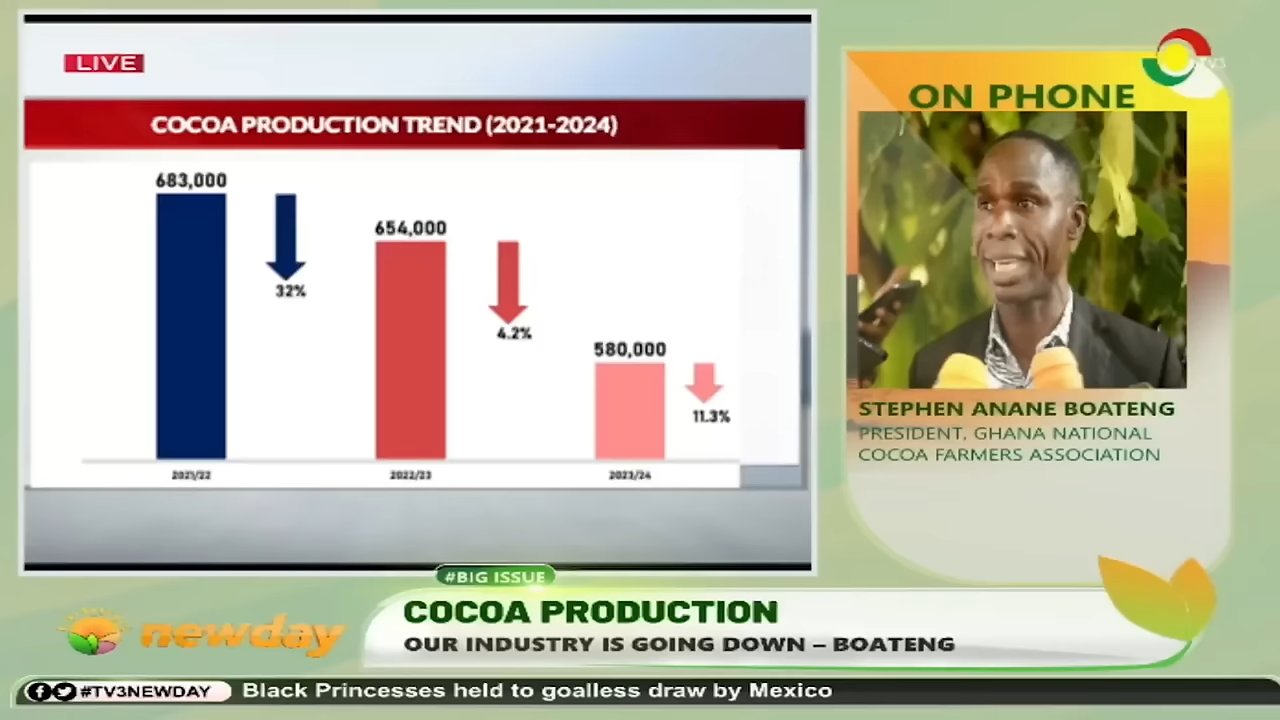 LIVE
COCOA PRODUCTION TREND (2021-2024)
683,000
32%
654,000
4.2%
580,000
11.3%
2021/22
2022/23
2023/24
TV3
ON PHONE
STEPHEN ANANE BOATENG
PRESIDENT, GHANA NATIONAL
COCOA FARMERS ASSOCIATION
#BIG ISSUE
COCOA PRODUCTION
OUR INDUSTRY IS GOING DOWN – BOATENG
newday
#TV3NEWDAY
Black Princesses held to goalless draw by Mexico